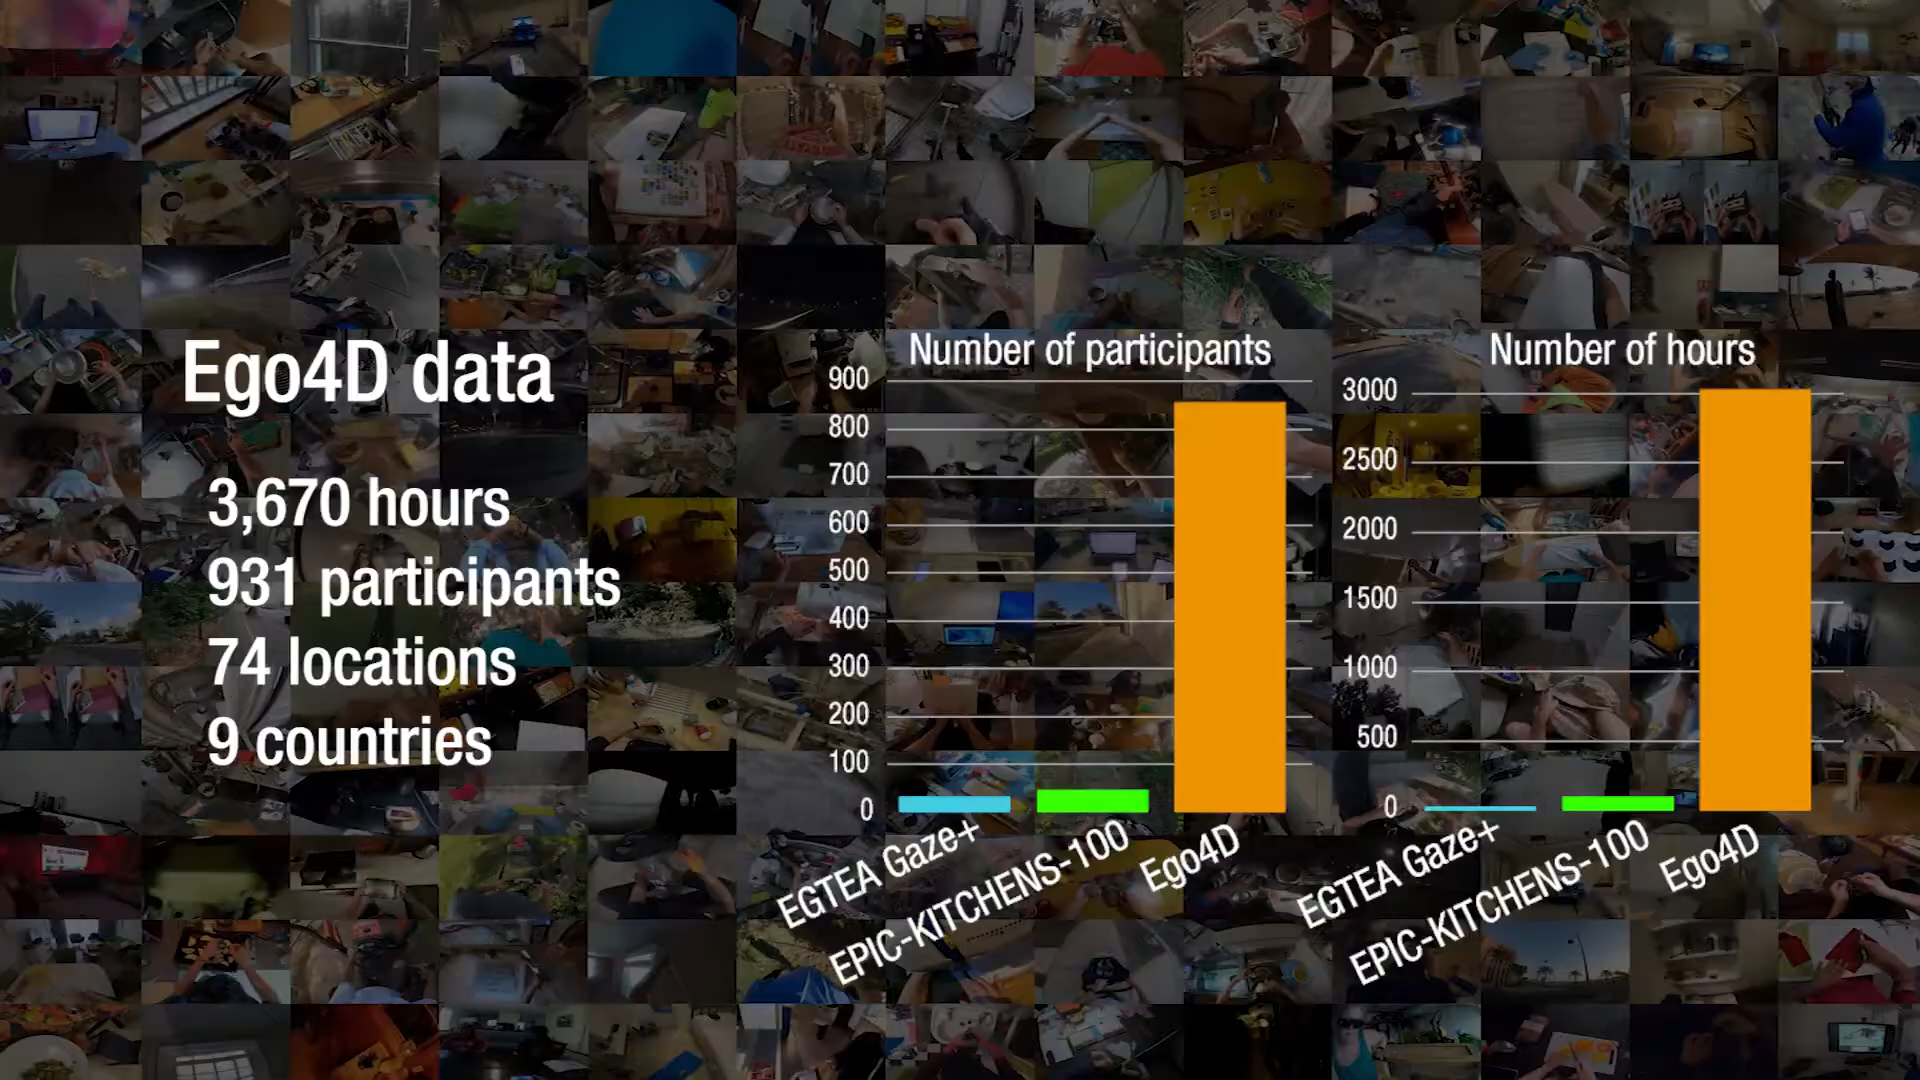 Ego4D data
3,670 hours
931 participants
74 locations
9 countries
Number of participants
900
800
700
600
500
400
300
200
100
0
EGTEA Gaze+
EPIC-KITCHENS-100
Ego4D
Number of hours
3000
2500
2000
1500
1000
500
0
EGTEA Gaze+
EPIC-KITCHENS-100
Ego4D